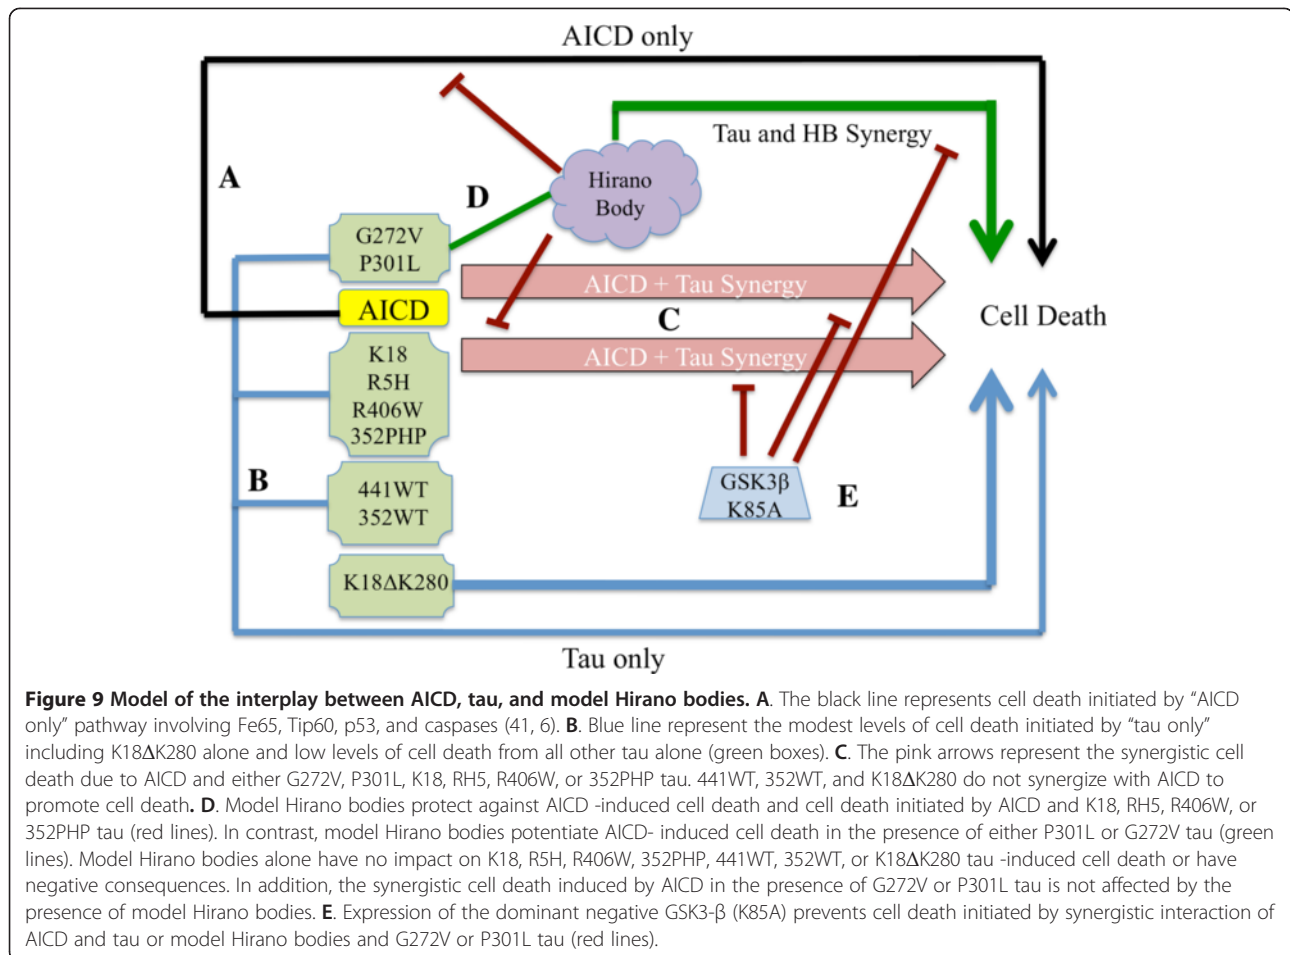 AICD only
Tau and HB Synergy
A
Hirano
Body
D
G272V
P301L
AICD + Tau Synergy
AICD
C
Cell Death
K18
R5H
R406W
352PHP
AICD + Tau Synergy
B
441WT
352WT
GSK3β
K85A
E
K18ΔK280
Tau only
Figure 9 Model of the interplay between AICD, tau, and model Hirano bodies. A. The black line represents cell death initiated by “AICD
only” pathway involving Fe65, Tip60, p53, and caspases (41, 6). B. Blue line represent the modest levels of cell death initiated by “tau only”
including K18ΔK280 alone and low levels of cell death from all other tau alone (green boxes). C. The pink arrows represent the synergistic cell
death due to AICD and either G272V, P301L, K18, RH5, R406W, or 352PHP tau. 441WT, 352WT, and K18ΔK280 do not synergize with AICD to
promote cell death. D. Model Hirano bodies protect against AICD -induced cell death and cell death initiated by AICD and K18, RH5, R406W, or
352PHP tau (red lines). In contrast, model Hirano bodies potentiate AICD- induced cell death in the presence of either P301L or G272V tau (green
lines). Model Hirano bodies alone have no impact on K18, R5H, R406W, 352PHP, 441WT, 352WT, or K18ΔK280 tau -induced cell death or have
negative consequences. In addition, the synergistic cell death induced by AICD in the presence of G272V or P301L tau is not affected by the
presence of model Hirano bodies. E. Expression of the dominant negative GSK3-β (K85A) prevents cell death initiated by synergistic interaction of
AICD and tau or model Hirano bodies and G272V or P301L tau (red lines).